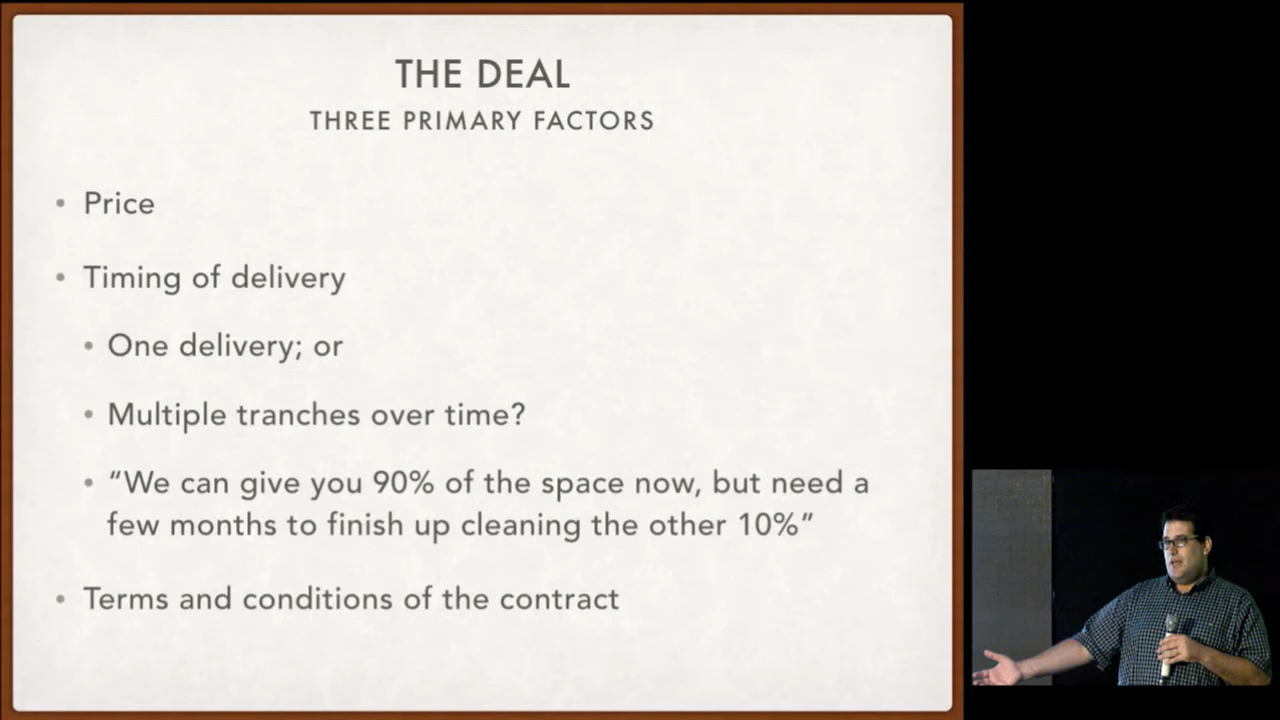 THE DEAL
THREE PRIMARY FACTORS
• Price
• Timing of delivery
• One delivery; or
• Multiple tranches over time?
• “We can give you 90% of the space now, but need a
few months to finish up cleaning the other 10%”
• Terms and conditions of the contract